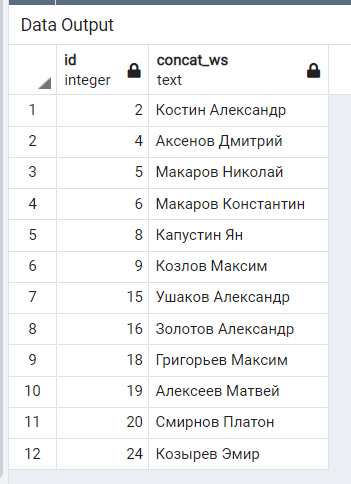 Data Output
id concat_ws
integer text
1 2 Костин Александр
2 4 Аксенов Дмитрий
3 5 Макаров Николай
4 6 Макаров Константин
5 8 Капустин Ян
6 9 Козлов Максим
7 15 Ушаков Александр
8 16 Золотов Александр
9 18 Григорьев Максим
10 19 Алексеев Матвей
11 20 Смирнов Платон
12 24 Козырев Эмир